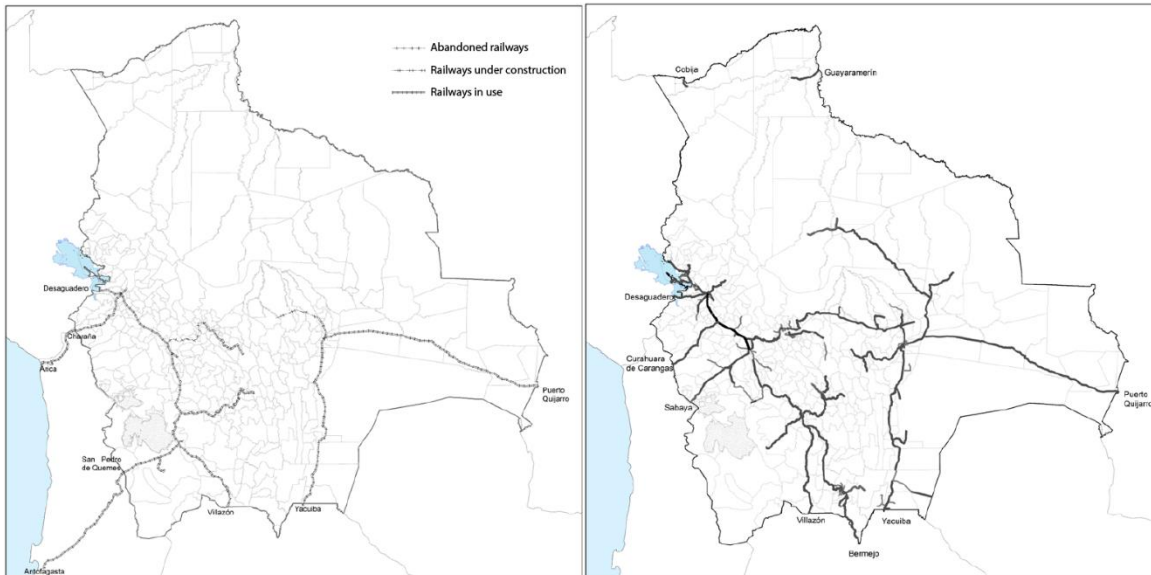 Abandoned railways
Railways under construction
Railways in use
Desaguadero
Charaña
Arica
San Pedro
de Quemes
Antofagasta
Villazón
Yacuiba
Puerto
Quijarro
Cobija
Guayaramerín
Desaguadero
Curahuara
de Carangas
Sabaya
Puerto
Quijarro
Villazón
Yacuiba
Bermejo